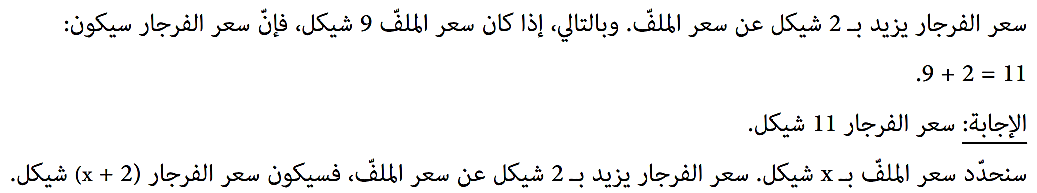 سعر الفرجار يزيد بـ 2 شيكل عن سعر الملفّ. وبالتالي، إذا كان سعر الملفّ 9 شيكل، فإنّ سعر الفرجار سيكون:
9 + 2 = 11.
الإجابة: سعر الفرجار 11 شيكل.
سنحدّد سعر الملفّ بـ x شيكل. سعر الفرجار يزيد بـ 2 شيكل عن سعر الملفّ، فسيكون سعر الفرجار (x + 2) شيكل.